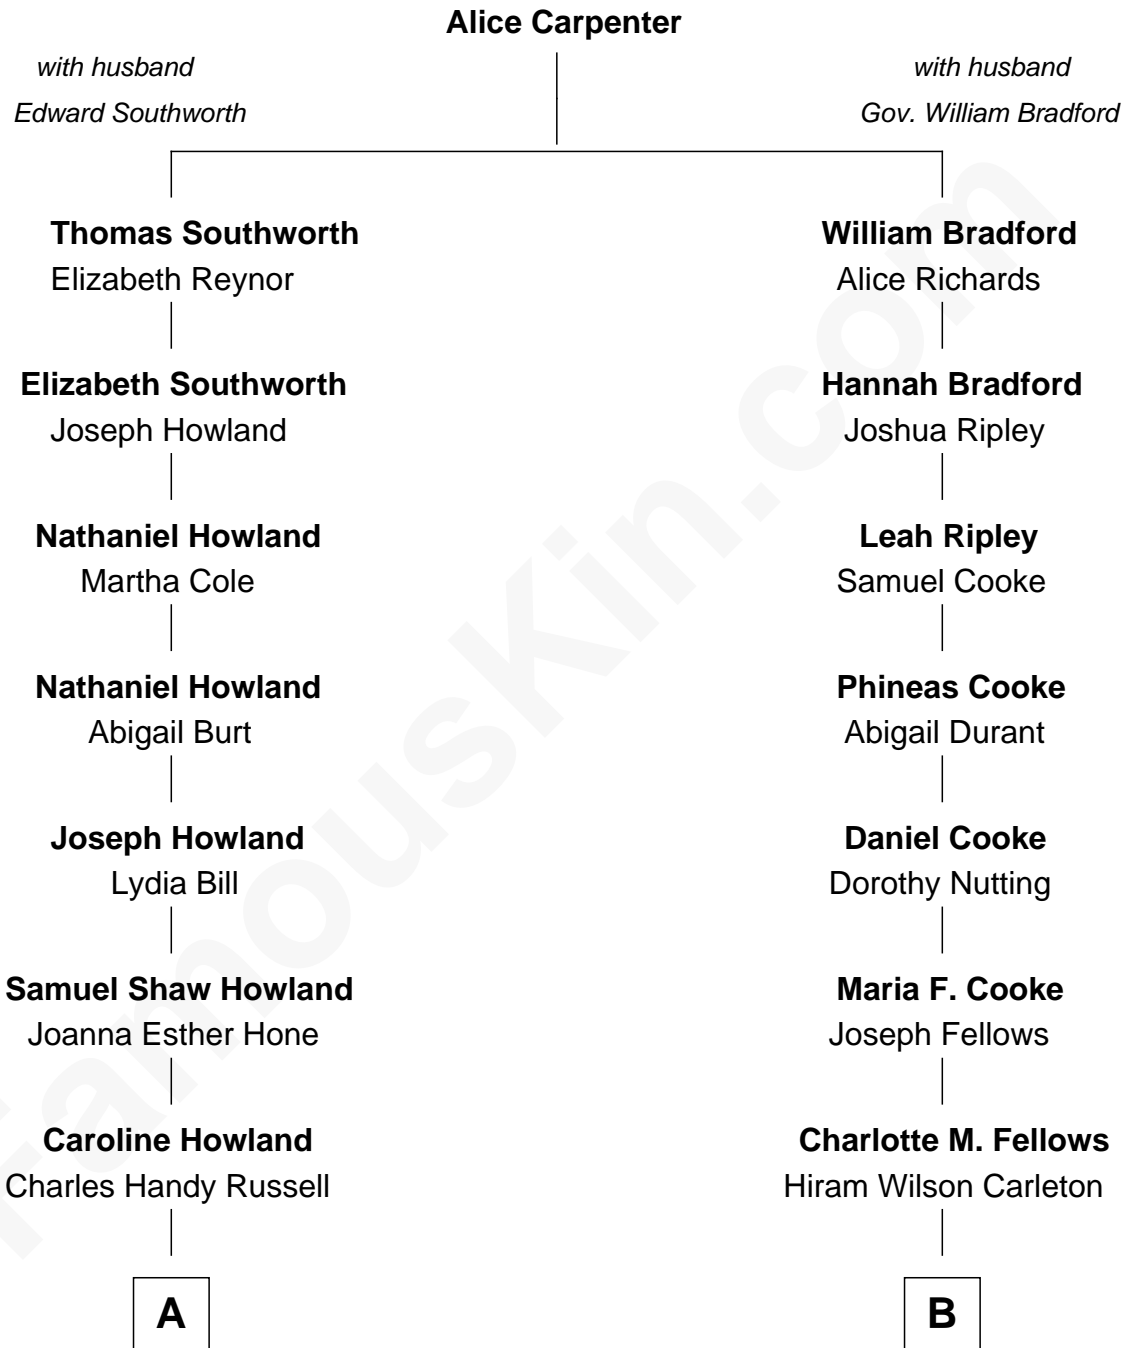 Alice Carpenter
with husband
Edward Southworth
with husband
Gov. William Bradford
Thomas Southworth
Elizabeth Reynor
William Bradford
Alice Richards
Elizabeth Southworth
Joseph Howland
Hannah Bradford
Joshua Ripley
Nathaniel Howland
Martha Cole
Leah Ripley
Samuel Cooke
Nathaniel Howland
Abigail Burt
Phineas Cooke
Abigail Durant
Joseph Howland
Lydia Bill
Daniel Cooke
Dorothy Nutting
Samuel Shaw Howland
Joanna Esther Hone
Maria F. Cooke
Joseph Fellows
Caroline Howland
Charles Handy Russell
Charlotte M. Fellows
Hiram Wilson Carleton
A
B
FamousKin.com